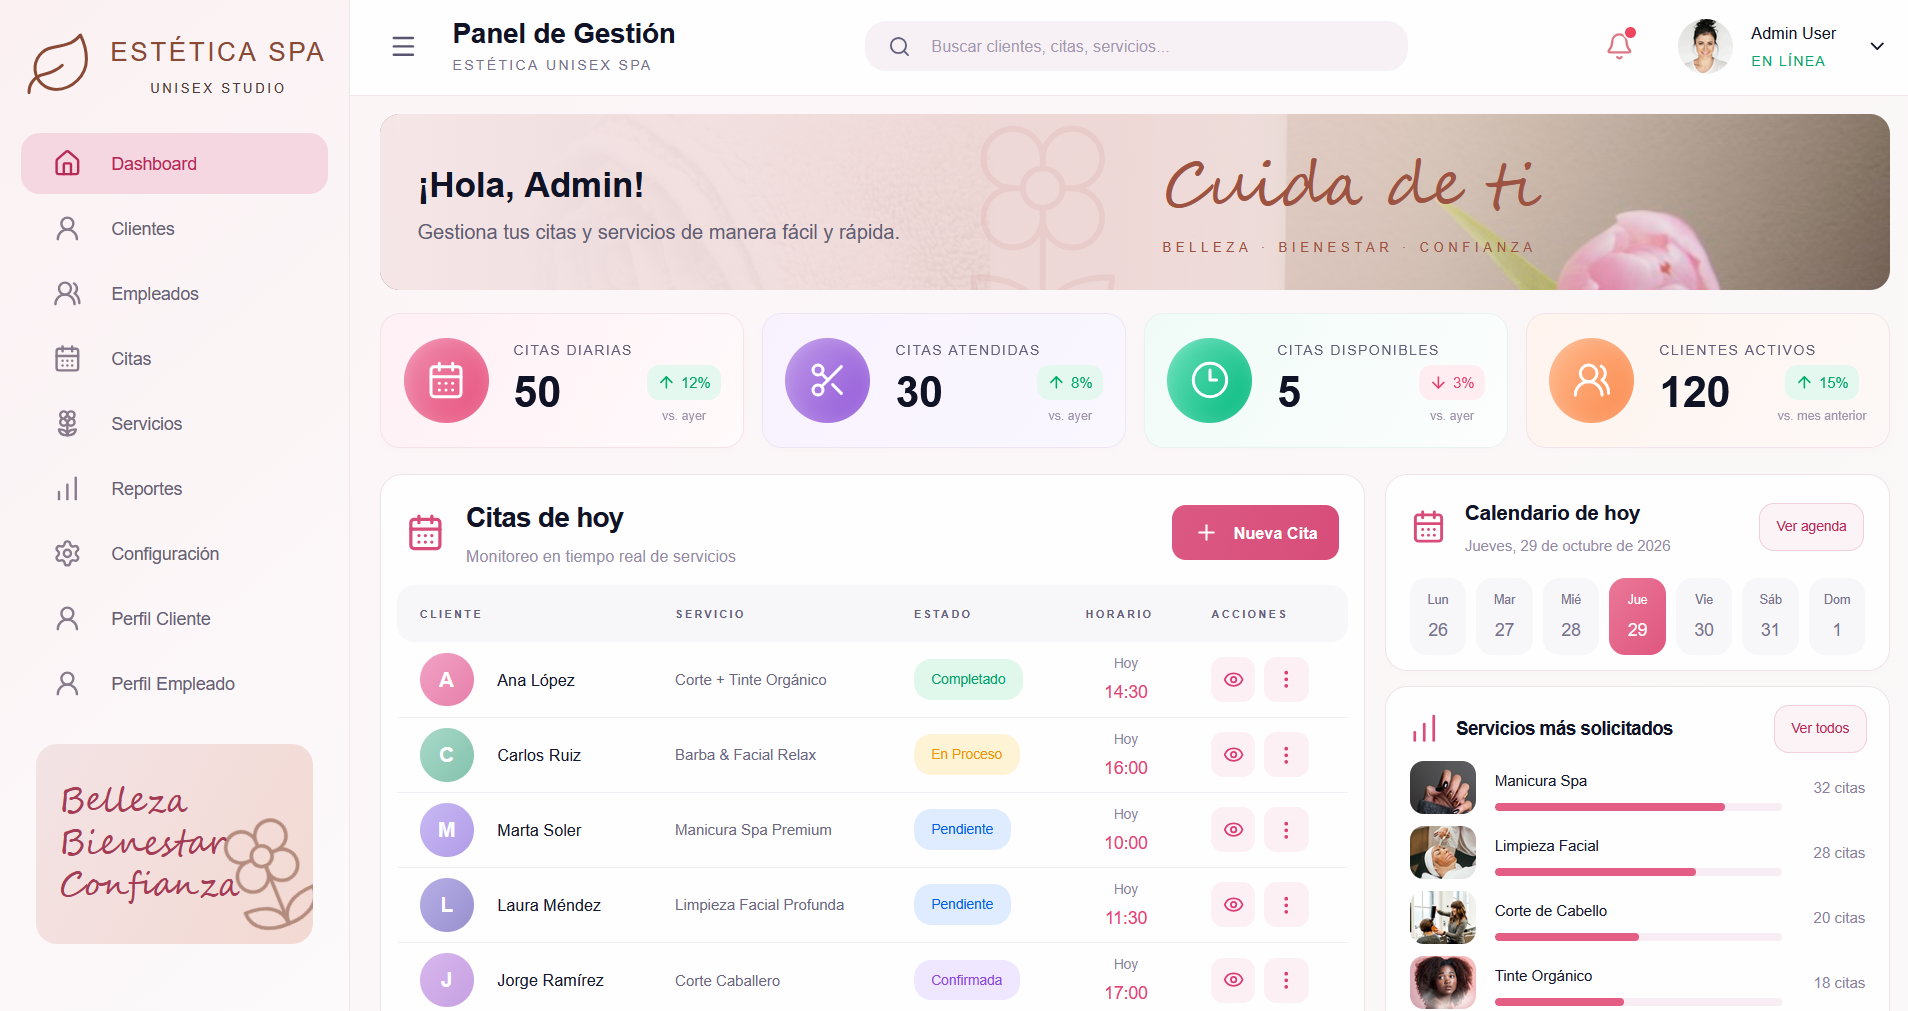 ESTÉTICA SPA
UNISEX STUDIO
Dashboard
Clientes
Empleados
Citas
Servicios
Reportes
Configuración
Perfil Cliente
Perfil Empleado
Belleza
Bienestar
Confianza
Panel de Gestión
ESTÉTICA UNISEX SPA
Buscar clientes, citas, servicios...
Admin User
EN LÍNEA
¡Hola, Admin!
Gestiona tus citas y servicios de manera fácil y rápida.
Cuida de ti
BELLEZA · BIENESTAR · CONFIANZA
CITAS DIARIAS
50
12%
vs. ayer
CITAS ATENDIDAS
30
8%
vs. ayer
CITAS DISPONIBLES
5
3%
vs. ayer
CLIENTES ACTIVOS
120
15%
vs. mes anterior
Citas de hoy
Monitoreo en tiempo real de servicios
Nueva Cita
CLIENTE SERVICIO ESTADO HORARIO ACCIONES
A Ana López Corte + Tinte Orgánico Completado Hoy 14:30
C Carlos Ruiz Barba & Facial Relax En Proceso Hoy 16:00
M Marta Soler Manicura Spa Premium Pendiente Hoy 10:00
L Laura Méndez Limpieza Facial Profunda Pendiente Hoy 11:30
J Jorge Ramírez Corte Caballero Confirmada Hoy 17:00
Calendario de hoy
Jueves, 29 de octubre de 2026
Ver agenda
Lun Mar Mié Jue Vie Sáb Dom
26 27 28 29 30 31 1
Servicios más solicitados
Ver todos
Manicura Spa 32 citas
Limpieza Facial 28 citas
Corte de Cabello 20 citas
Tinte Orgánico 18 citas